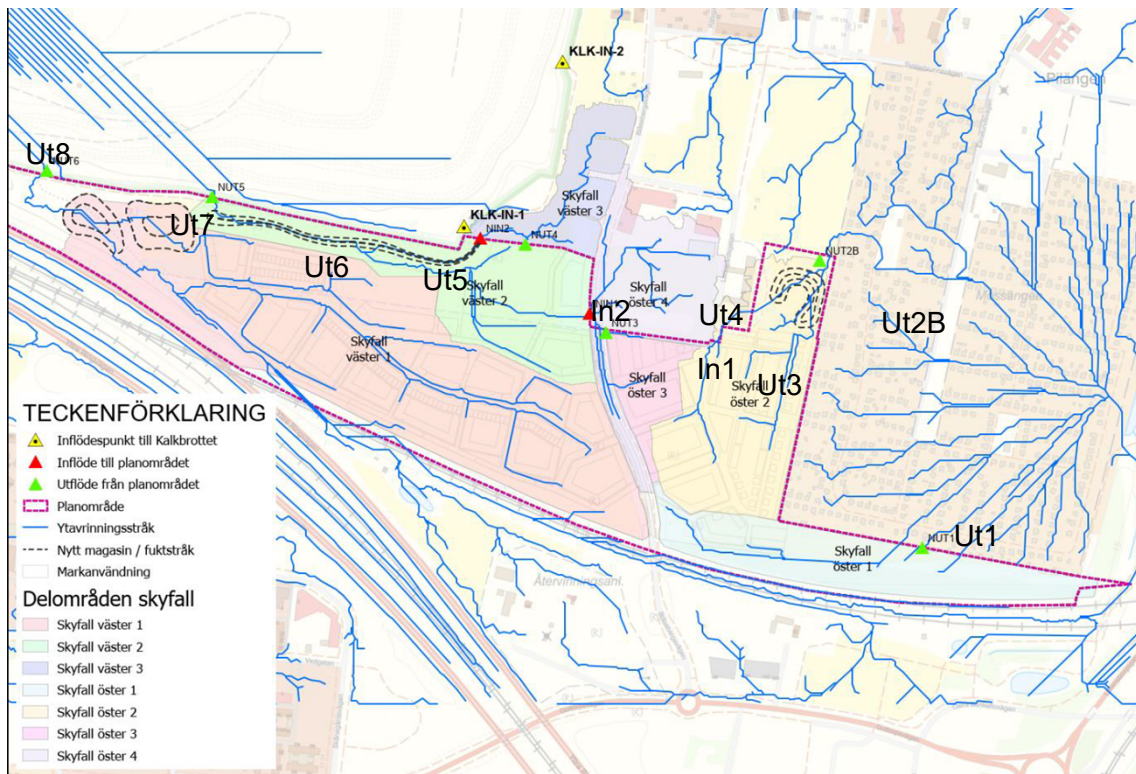 KLK-IN-2
Pilängen
Ut8
NUT6
NUT5
Ut7
Ut6
KLK-IN-1
NIN2
NUT4
Ut5
Skyfall
väster 2
Skyfall
väster 3
Skyfall
öster 4
In2
NUT3
Ut4
NUT2B
Ut2B
In1
Ut3
Skyfall
öster 2
Skyfall
öster 3
Skyfall
väster 1
NUT1
Ut1
Skyfall
öster 1
Återvinningsanl.
TECKENFÖRKLARING
Inflödespunkt till Kalkbrottet
Inflöde till planområdet
Utflöde från planområdet
Planområde
Ytavrinningsstråk
Nytt magasin / fuktstråk
Markanvändning
Delområden skyfall
Skyfall väster 1
Skyfall väster 2
Skyfall väster 3
Skyfall öster 1
Skyfall öster 2
Skyfall öster 3
Skyfall öster 4